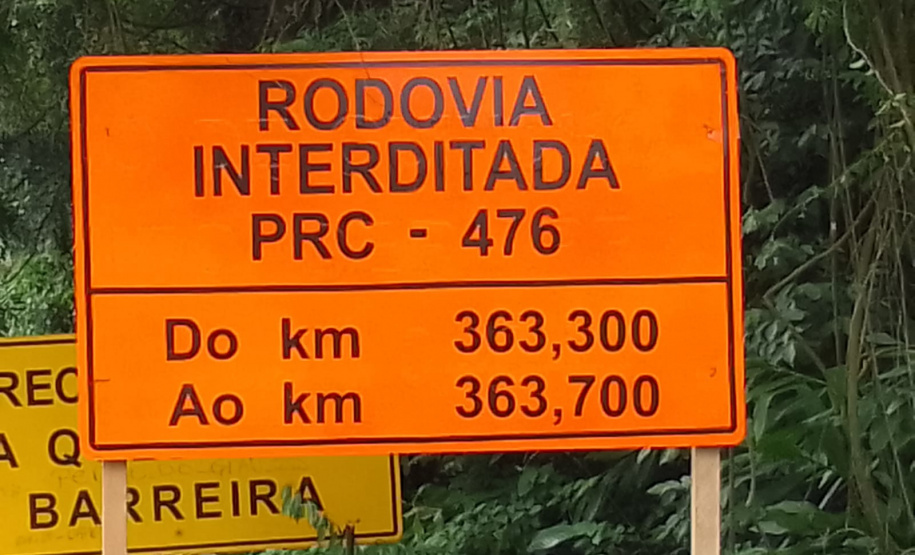 RODOVIA
INTERDITADA
PRC - 476
Do km 363,300
Ao km 363,700
A Q
BARREIRA